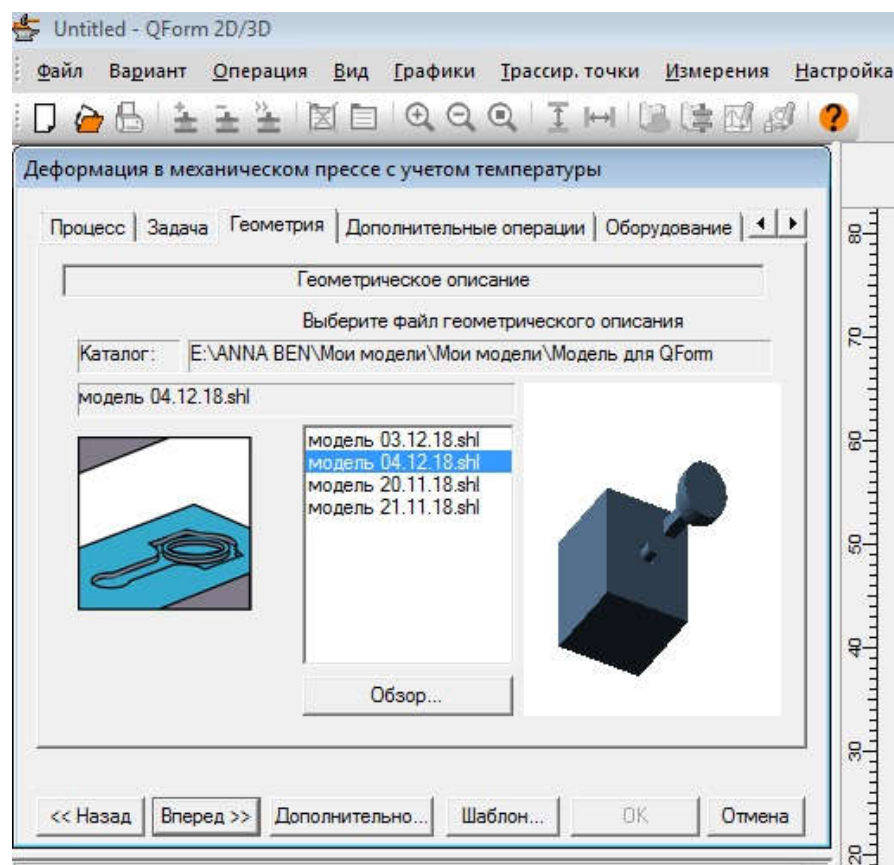 Untitled - QForm 2D/3D
Файл Вариант Операция Вид Графики Трассир. точки Измерения Настройка
Деформация в механическом прессе с учетом температуры
Процесс Задача Геометрия Дополнительные операции Оборудование
Геометрическое описание
Выберите файл геометрического описания
Каталог: E:\ANNA BEN\Мои модели\Мои модели\Модель для QForm
модель 04.12.18.shl
модель 03.12.18.shl
модель 04.12.18.shl
модель 20.11.18.shl
модель 21.11.18.shl
Обзор...
<< Назад Вперед >> Дополнительно... Шаблон... OK Отмена
80
70
60
50
40
30
20